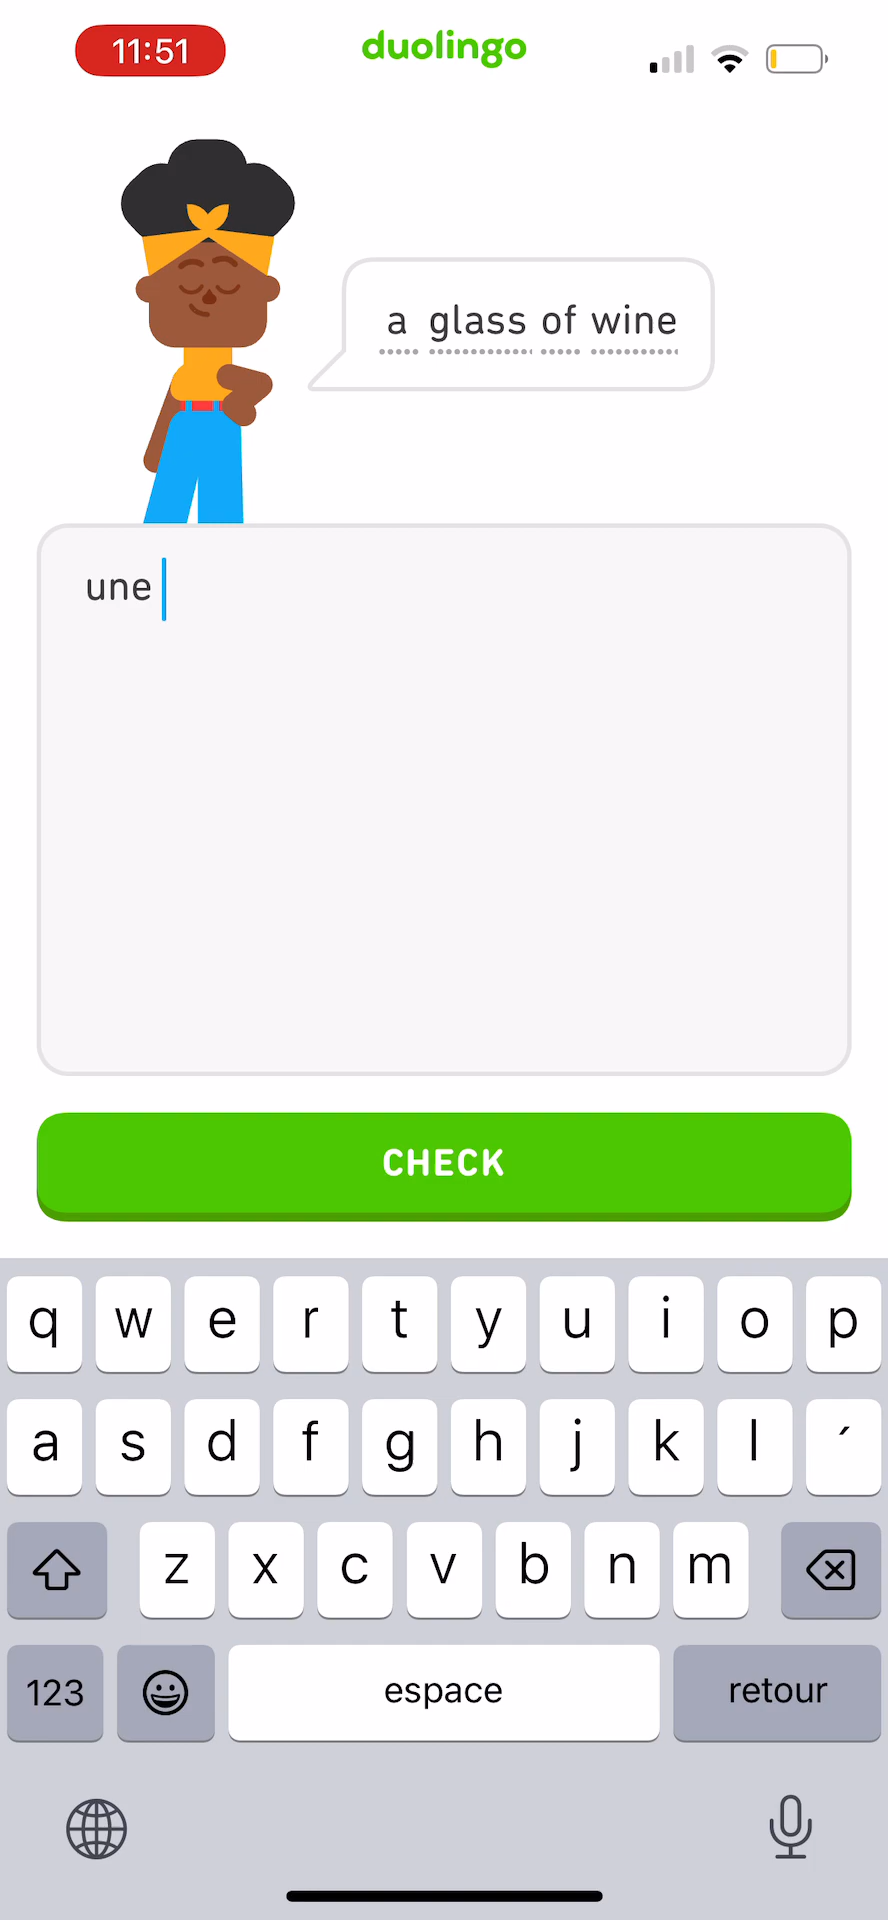 11:51
duolingo
a glass of wine
une
CHECK
q w e r t y u i o p
a s d f g h j k l ´
z x c v b n m
123 espace retour